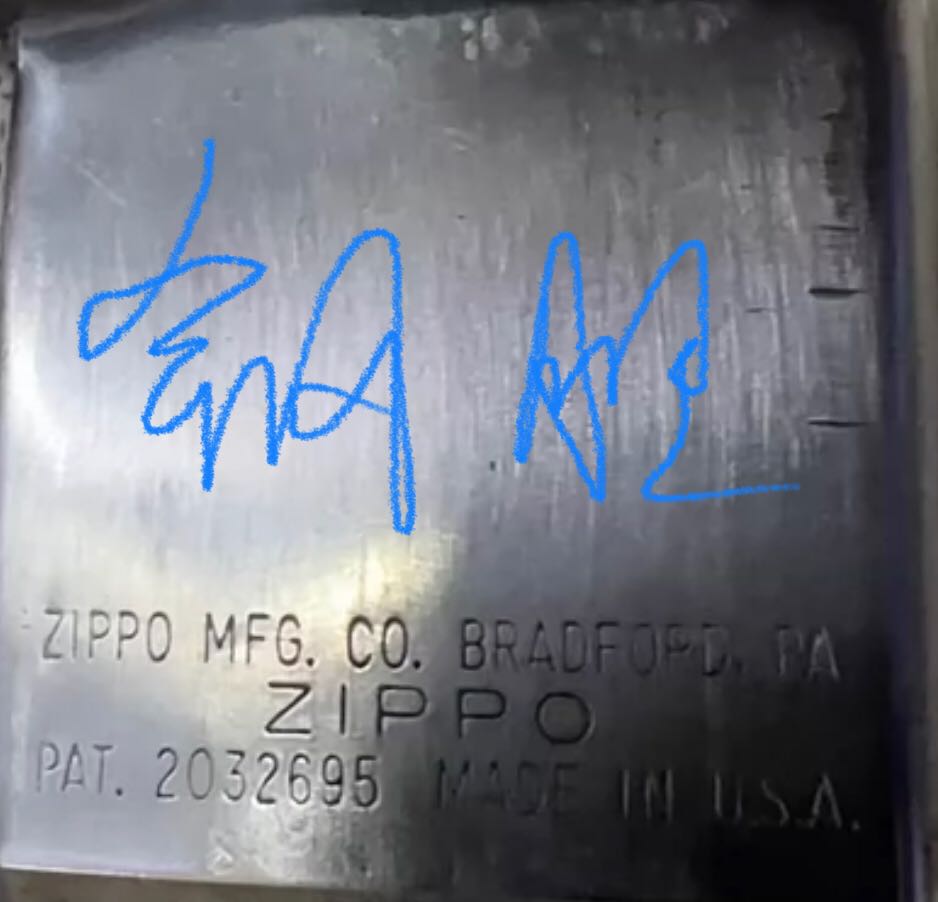 ZIPPO MFG. CO. BRADFORD, PA
ZIPPO
PAT. 2032695 MADE IN U.S.A.